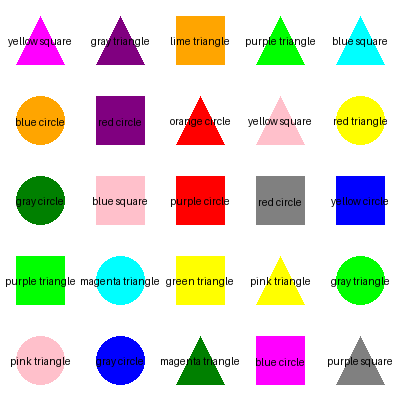 yellow square gray triangle lime triangle purple triangle blue square
blue circle red circle orange circle yellow square red triangle
gray circle blue square purple circle red circle yellow circle
purple triangle magenta triangle green triangle pink triangle gray triangle
pink triangle gray circle magenta triangle blue circle purple square